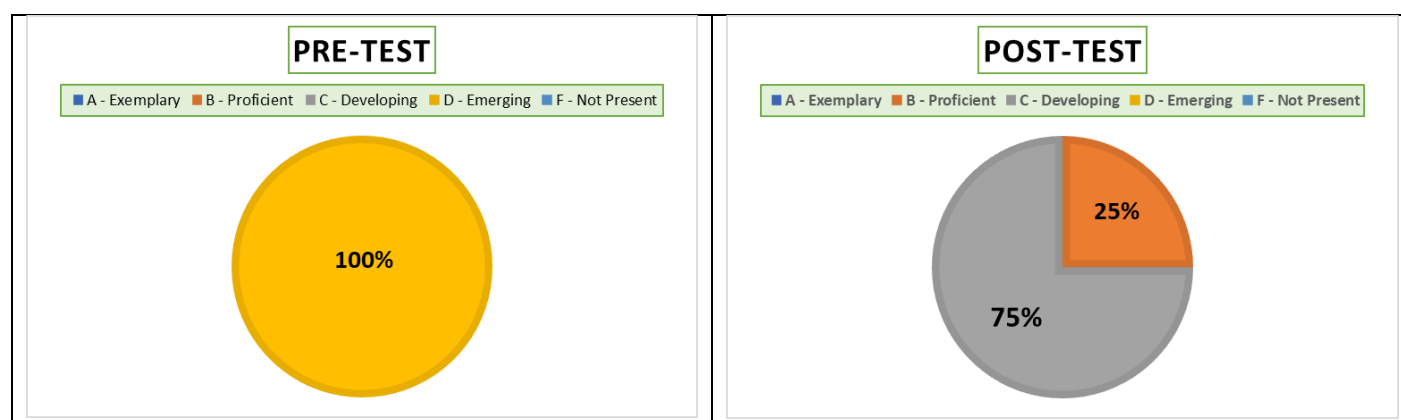 PRE-TEST
A - Exemplary B - Proficient C - Developing D - Emerging F - Not Present
100%
POST-TEST
A - Exemplary B - Proficient C - Developing D - Emerging F - Not Present
25%
75%